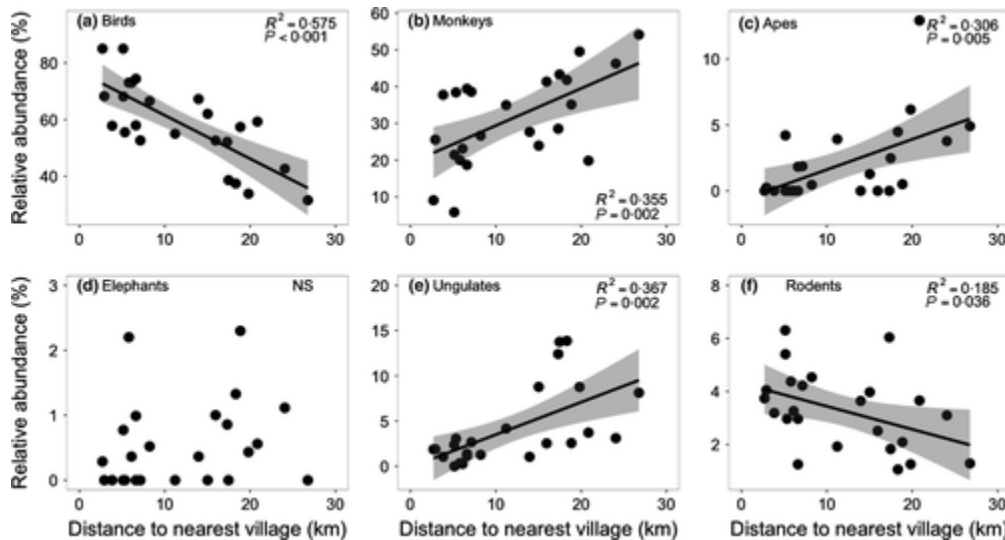 (a) Birds
R² = 0·575
P < 0·001
(b) Monkeys
R² = 0·355
P = 0·002
(c) Apes
R² = 0·306
P = 0·005
Relative abundance (%)
80
60
40
0 10 20 30
60
50
40
30
20
10
0
0 10 20 30
10
5
0
0 10 20 30
(d) Elephants NS
(e) Ungulates
R² = 0·367
P = 0·002
(f) Rodents
R² = 0·185
P = 0·036
Relative abundance (%)
3
2
1
0
0 10 20 30
20
15
10
5
0
0 10 20 30
8
6
4
2
0 10 20 30
Distance to nearest village (km)
Distance to nearest village (km)
Distance to nearest village (km)